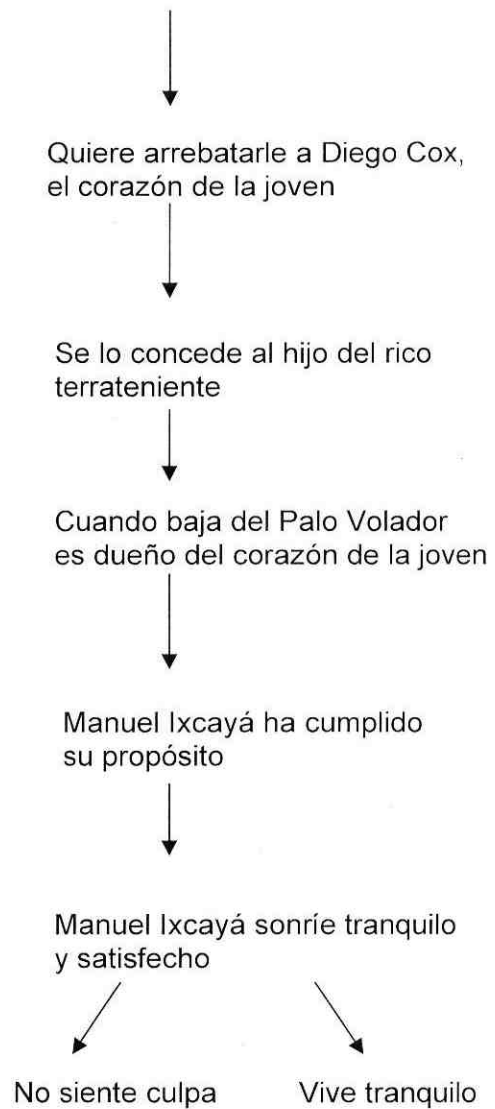 Quiere arrebatarle a Diego Cox,
el corazón de la joven
Se lo concede al hijo del rico
terrateniente
Cuando baja del Palo Volador
es dueño del corazón de la joven
Manuel Ixcayá ha cumplido
su propósito
Manuel Ixcayá sonríe tranquilo
y satisfecho
No siente culpa
Vive tranquilo